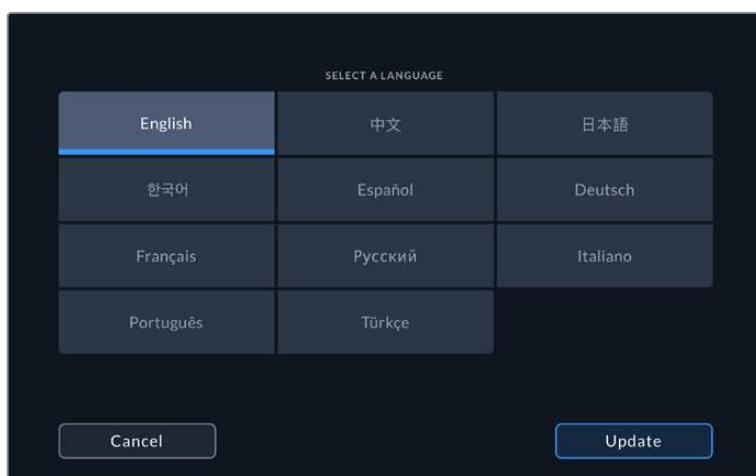 SELECT A LANGUAGE
English 中文 日本語
한국어 Español Deutsch
Français Русский Italiano
Português Türkçe
Cancel Update